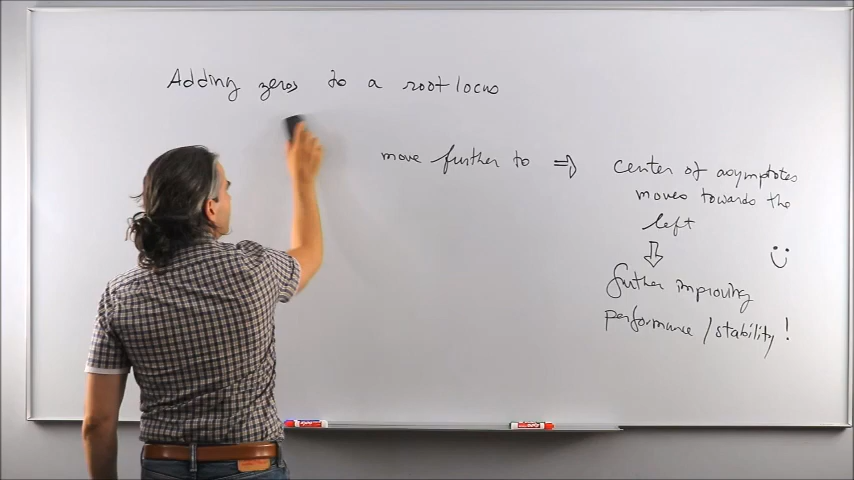 Adding zeros to a root locus
move further to ⇒ center of asymptotes
moves towards the
left
⇓
further improving
performance/stability!